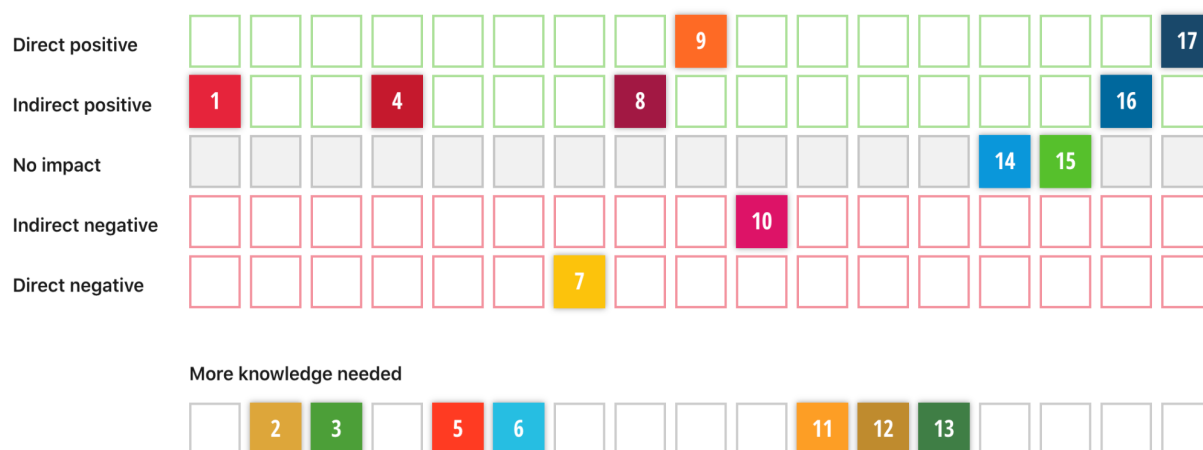 Direct positive 9 17
Indirect positive 1 4 8 16
No impact 14 15
Indirect negative 10
Direct negative 7
More knowledge needed
2 3 5 6 11 12 13